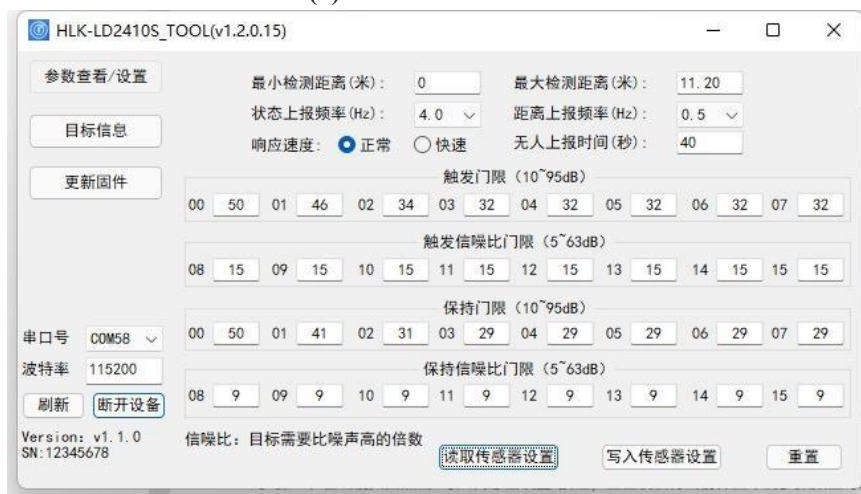 HLK-LD2410S_TOOL(v1.2.0.15)
参数查看/设置
目标信息
更新固件
最小检测距离(米): 0 最大检测距离(米): 11.20
状态上报频率(Hz): 4.0 距离上报频率(Hz): 0.5
响应速度: 正常 快速 无人上报时间(秒): 40
触发门限 (10~95dB)
00 50 01 46 02 34 03 32 04 32 05 32 06 32 07 32
触发信噪比门限 (5~63dB)
08 15 09 15 10 15 11 15 12 15 13 15 14 15 15 15
保持门限 (10~95dB)
00 50 01 41 02 31 03 29 04 29 05 29 06 29 07 29
保持信噪比门限 (5~63dB)
08 9 09 9 10 9 11 9 12 9 13 9 14 9 15 9
串口号 COM58
波特率 115200
刷新 断开设备
Version: v1.1.0
SN:12345678
信噪比: 目标需要比噪声高的倍数
读取传感器设置 写入传感器设置 重置